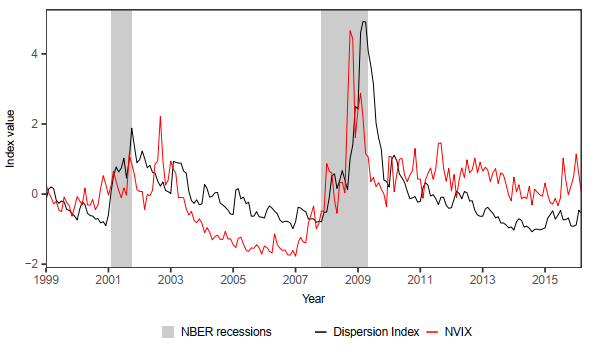 Index value
4
2
0
−2
1999 2001 2003 2005 2007 2009 2011 2013 2015
Year
NBER recessions Dispersion Index NVIX